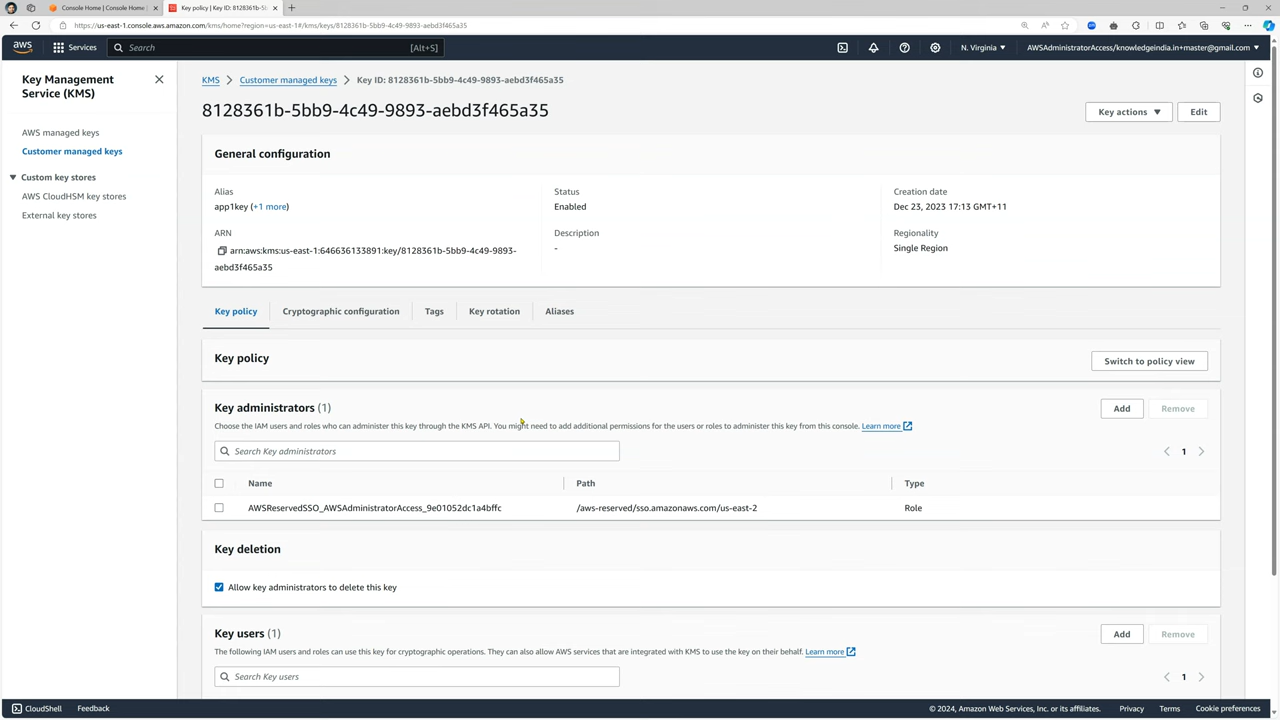 Console Home | Console Home
Key policy | Key ID: 8128361b-5bb9-4c49-9893-aebd3f465a35
https://us-east-1.console.aws.amazon.com/kms/home?region=us-east-1#/kms/keys/8128361b-5bb9-4c49-9893-aebd3f465a35
aws
Services
Search
[Alt+S]
N. Virginia
AWSAdministratorAccess/knowledgeindia.in+master@gmail.com
Key Management
Service (KMS)
AWS managed keys
Customer managed keys
Custom key stores
AWS CloudHSM key stores
External key stores
KMS > Customer managed keys > Key ID: 8128361b-5bb9-4c49-9893-aebd3f465a35
8128361b-5bb9-4c49-9893-aebd3f465a35
Key actions
Edit
General configuration
Alias
app1key (+1 more)
ARN
arn:aws:kms:us-east-1:646636133891:key/8128361b-5bb9-4c49-9893-
aebd3f465a35
Status
Enabled
Description
-
Creation date
Dec 23, 2023 17:13 GMT+11
Regionality
Single Region
Key policy
Cryptographic configuration
Tags
Key rotation
Aliases
Key policy
Switch to policy view
Key administrators (1)
Add
Remove
Choose the IAM users and roles who can administer this key through the KMS API. You might need to add additional permissions for the users or roles to administer this key from this console. Learn more
Search Key administrators
1
Name
Path
Type
AWSReservedSSO_AWSAdministratorAccess_9e01052dc1a4bffc
/aws-reserved/sso.amazonaws.com/us-east-2
Role
Key deletion
Allow key administrators to delete this key
Key users (1)
Add
Remove
The following IAM users and roles can use this key for cryptographic operations. They can also allow AWS services that are integrated with KMS to use the key on their behalf. Learn more
Search Key users
1
CloudShell
Feedback
© 2024, Amazon Web Services, Inc. or its affiliates.
Privacy
Terms
Cookie preferences